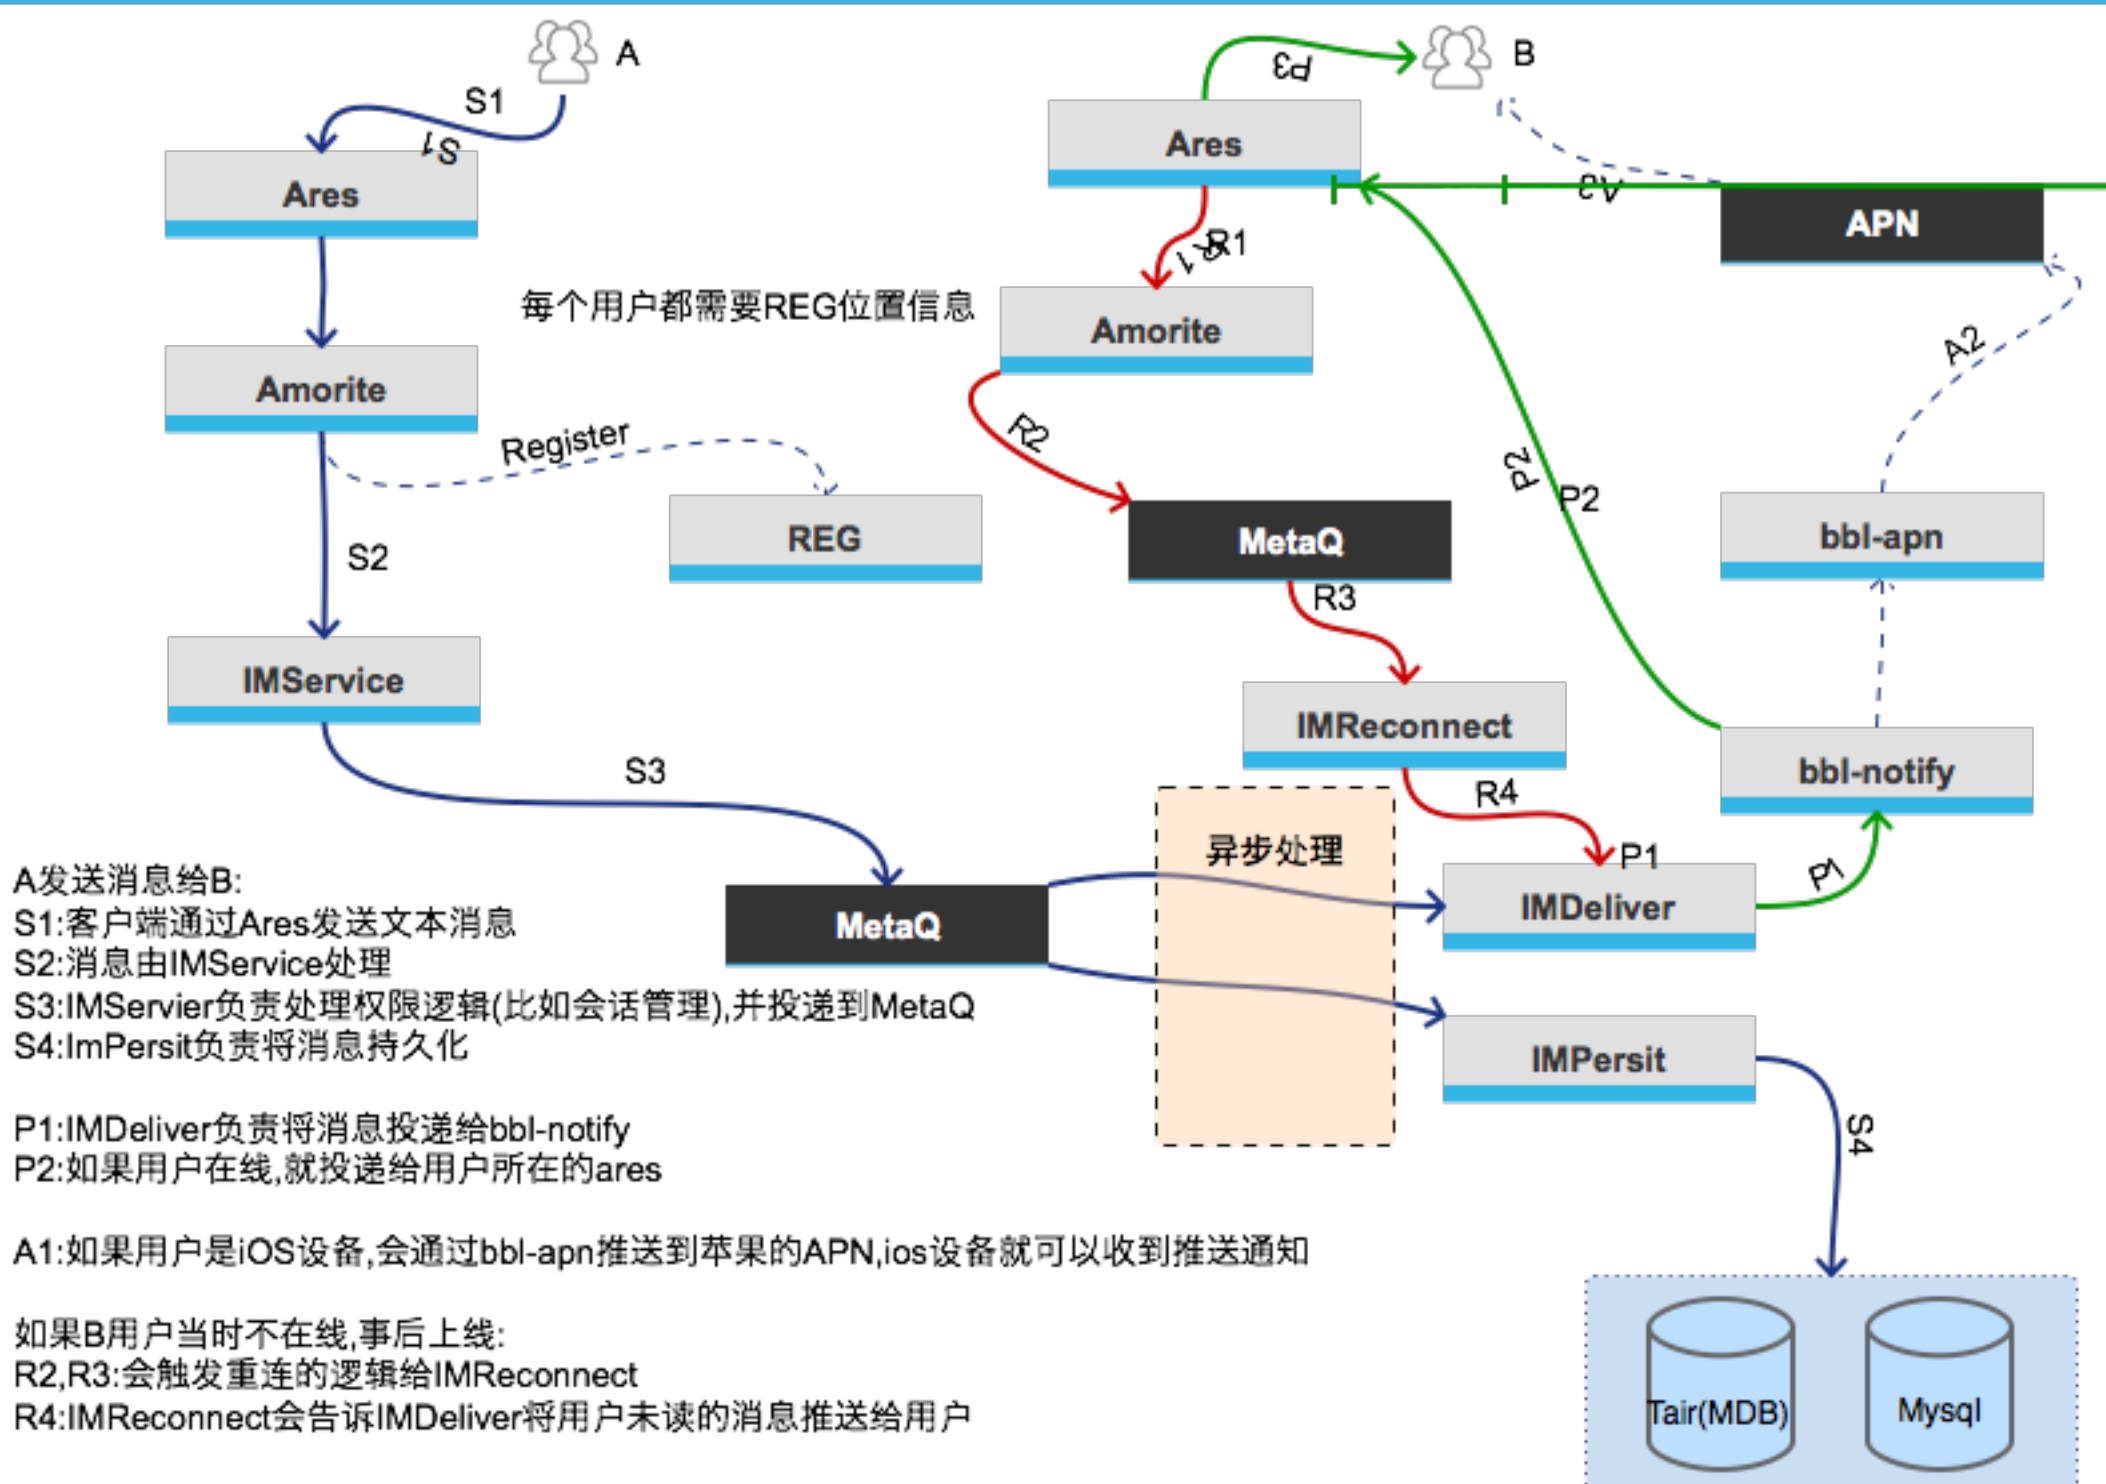 A
B
S1
S1
P3
Ares
Ares
A3
APN
R1
R1
每个用户都需要REG位置信息
Amorite
A2
Amorite
Register
R2
P2
P2
REG
MetaQ
bbl-apn
S2
R3
IMService
IMReconnect
S3
R4
bbl-notify
异步处理
P1
P1
MetaQ
IMDeliver
IMPersit
S4
A发送消息给B:
S1:客户端通过Ares发送文本消息
S2:消息由IMService处理
S3:IMServier负责处理权限逻辑(比如会话管理),并投递到MetaQ
S4:ImPersit负责将消息持久化
P1:IMDeliver负责将消息投递给bbl-notify
P2:如果用户在线,就投递给用户所在的ares
A1:如果用户是iOS设备,会通过bbl-apn推送到苹果的APN,ios设备就可以收到推送通知
如果B用户当时不在线,事后上线:
R2,R3:会触发重连的逻辑给IMReconnect
R4:IMReconnect会告诉IMDeliver将用户未读的消息推送给用户
Tair(MDB)
Mysql